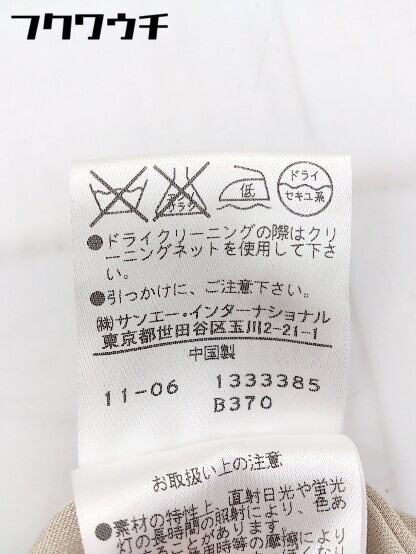 フクワウチ
低
ドライ
セキユ系
●ドライクリーニングの際はクリ
ーニングネットを使用して下さ
い。
●引っかけに、ご注意下さい。
㈱サンエー・インターナショナル
東京都世田谷区玉川2-21-1
中国製
11-06 1333385
B370
お取扱い上の注意
●素材の特性上、直射日光や蛍光
灯の長時間の照射により、色あ